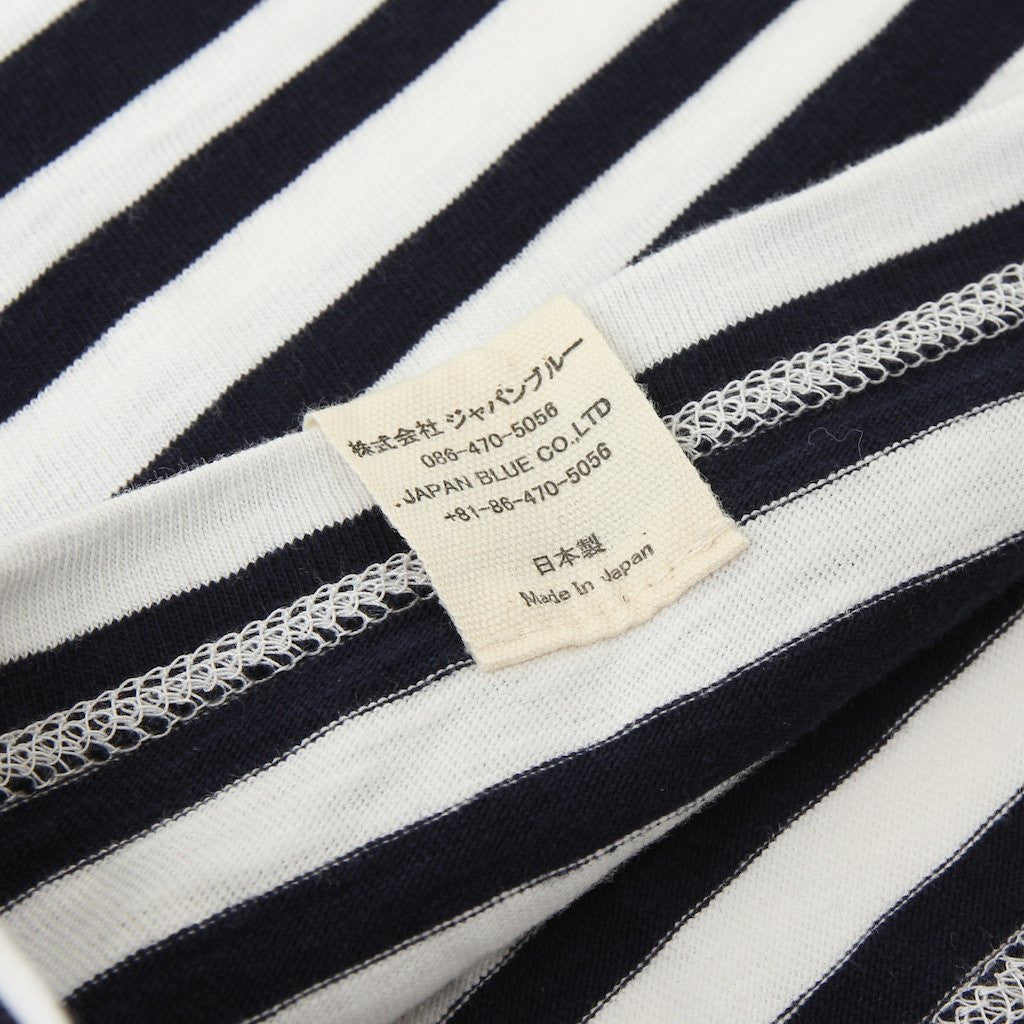 株式会社 ジャパンブルー
086-470-5056
JAPAN BLUE CO.,LTD
+81-86-470-5056
日本製
Made In Japan